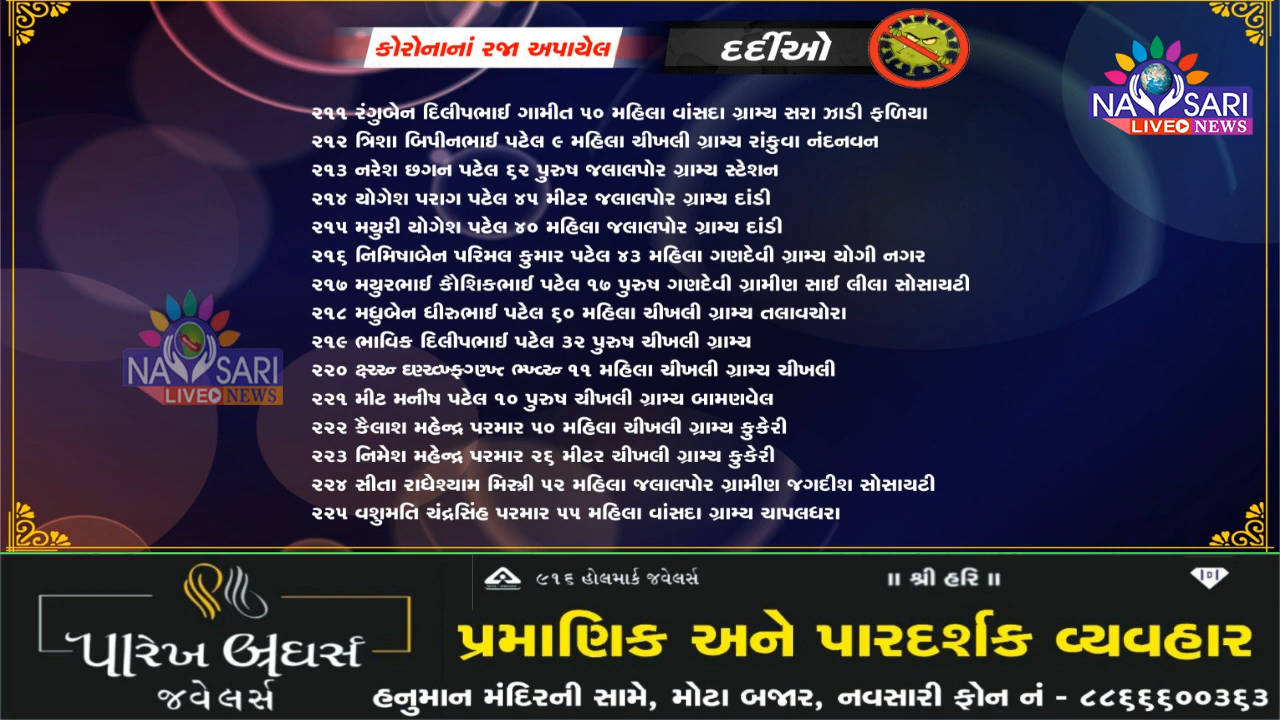 કોરોનાનાં રજા અપાયેલ દર્દીઓ
NAVSARI
LIVE NEWS
૨૧૧ રંગુબેન દિલીપભાઈ ગામીત ૫૦ મહિલા વાંસદા ગ્રામ્ય સરા ઝાડી ફળિયા
૨૧૨ ત્રિશા બિપીનભાઈ પટેલ ૯ મહિલા ચીખલી ગ્રામ્ય રાંકુવા નંદનવન
૨૧૩ નરેશ છગન પટેલ ૬૨ પુરુષ જલાલપોર ગ્રામ્ય સ્ટેશન
૨૧૪ યોગેશ પરાગ પટેલ ૪૫ મીટર જલાલપોર ગ્રામ્ય દાંડી
૨૧૫ મયુરી યોગેશ પટેલ ૪૦ મહિલા જલાલપોર ગ્રામ્ય દાંડી
૨૧૬ નિમિષાબેન પરિમલ કુમાર પટેલ ૪૩ મહિલા ગણદેવી ગ્રામ્ય યોગી નગર
૨૧૭ મયુરભાઈ કૌશિકભાઈ પટેલ ૧૭ પુરુષ ગણદેવી ગ્રામીણ સાઈ લીલા સોસાયટી
૨૧૮ મધુબેન ધીરુભાઈ પટેલ ૬૦ મહિલા ચીખલી ગ્રામ્ય તલાવચોરા
૨૧૯ ભાવિક દિલીપભાઈ પટેલ ૩૨ પુરુષ ચીખલી ગ્રામ્ય
૨૨૦ ૧૧ મહિલા ચીખલી ગ્રામ્ય ચીખલી
૨૨૧ મીટ મનીષ પટેલ ૧૦ પુરુષ ચીખલી ગ્રામ્ય બામણવેલ
૨૨૨ કૈલાશ મહેન્દ્ર પરમાર ૫૦ મહિલા ચીખલી ગ્રામ્ય કુકેરી
૨૨૩ નિમેશ મહેન્દ્ર પરમાર ૨૬ મીટર ચીખલી ગ્રામ્ય કુકેરી
૨૨૪ સીતા રાધેશ્યામ મિસ્ત્રી ૫૨ મહિલા જલાલપોર ગ્રામીણ જગદીશ સોસાયટી
૨૨૫ વશુમતિ ચંદ્રસિંહ પરમાર ૫૫ મહિલા વાંસદા ગ્રામ્ય ચાપલધરા
NAVSARI
LIVE NEWS
૯૧૬ હોલમાર્ક જવેલર્સ
॥ શ્રી હરિ ॥
પારેખ બ્રધર્સ
જવેલર્સ
પ્રમાણિક અને પારદર્શક વ્યવહાર
હનુમાન મંદિરની સામે, મોટા બજાર, નવસારી ફોન નં - ૮૮૬૬૬૦૦૩૬૩